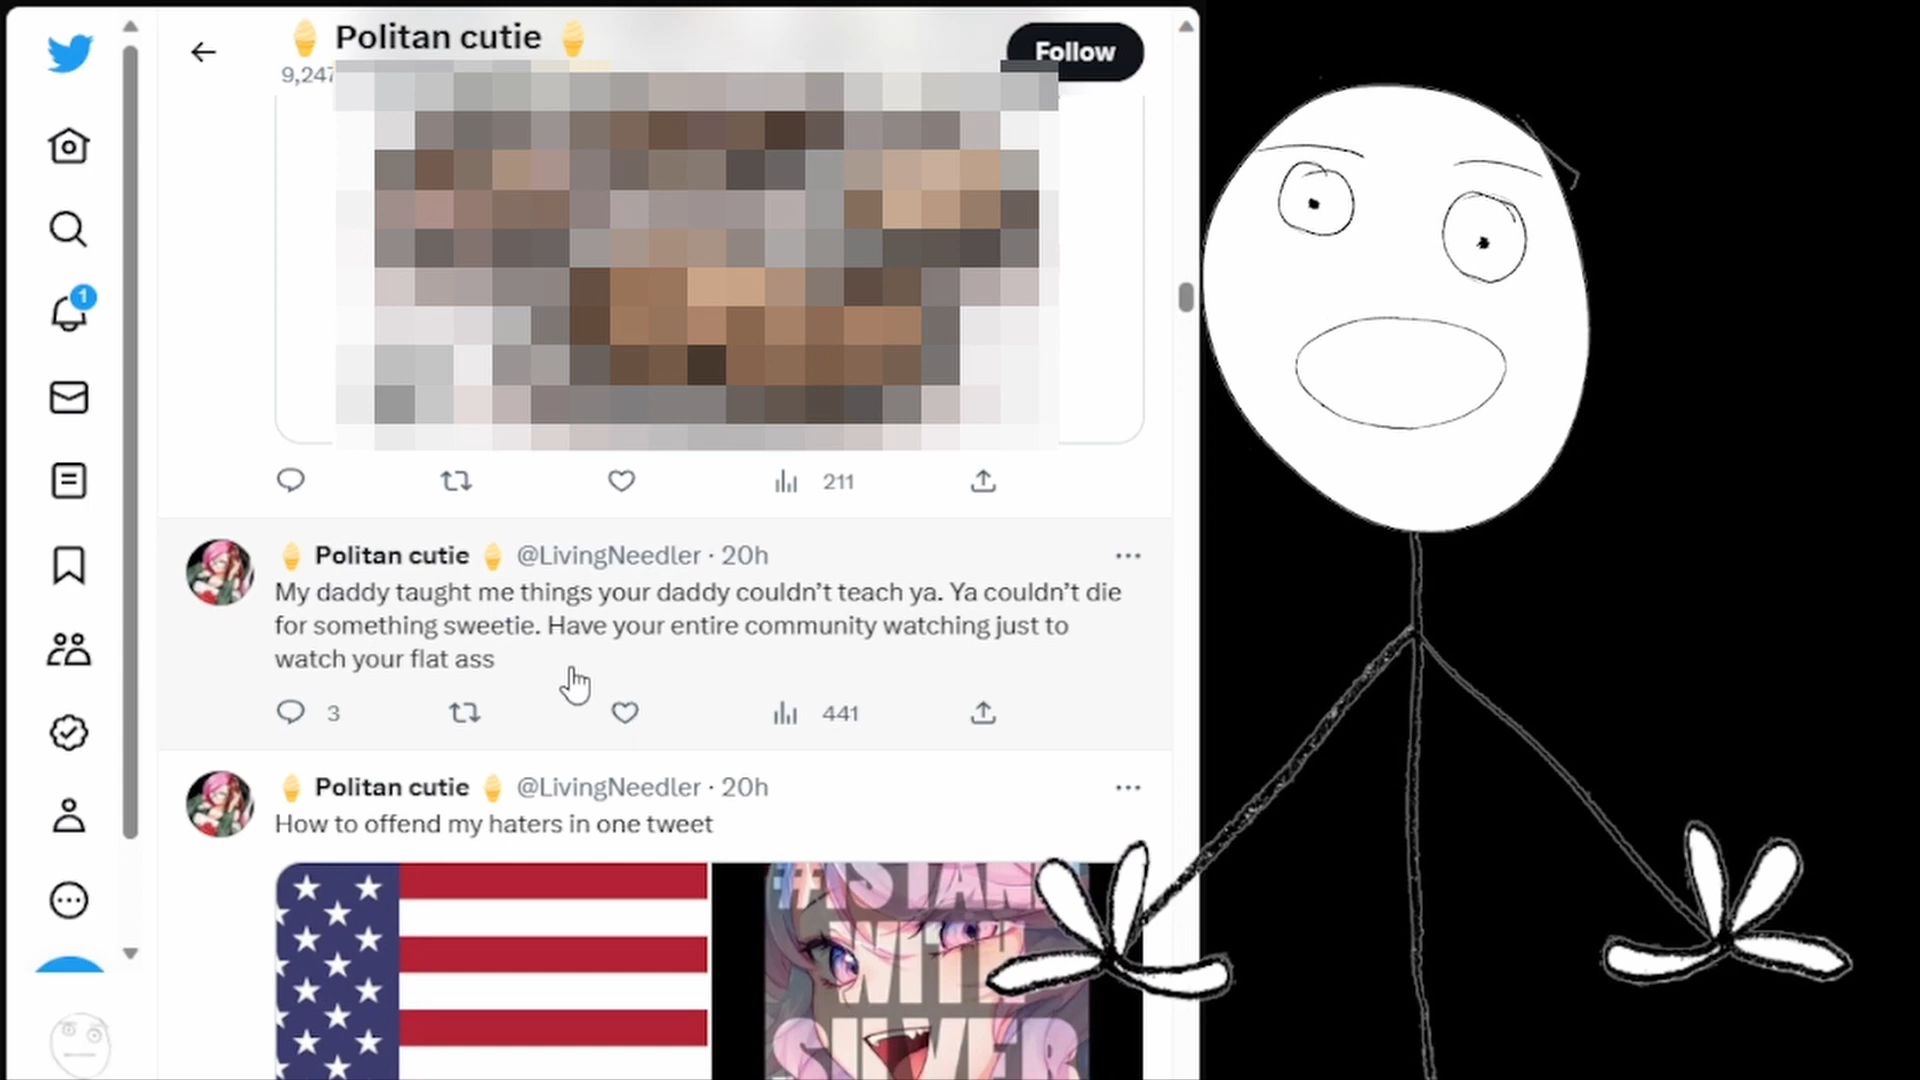 Politan cutie
Follow
9,247
211
1
Politan cutie @LivingNeedler · 20h
My daddy taught me things your daddy couldn’t teach ya. Ya couldn’t die
for something sweetie. Have your entire community watching just to
watch your flat ass
3
441
Politan cutie @LivingNeedler · 20h
How to offend my haters in one tweet
WITH